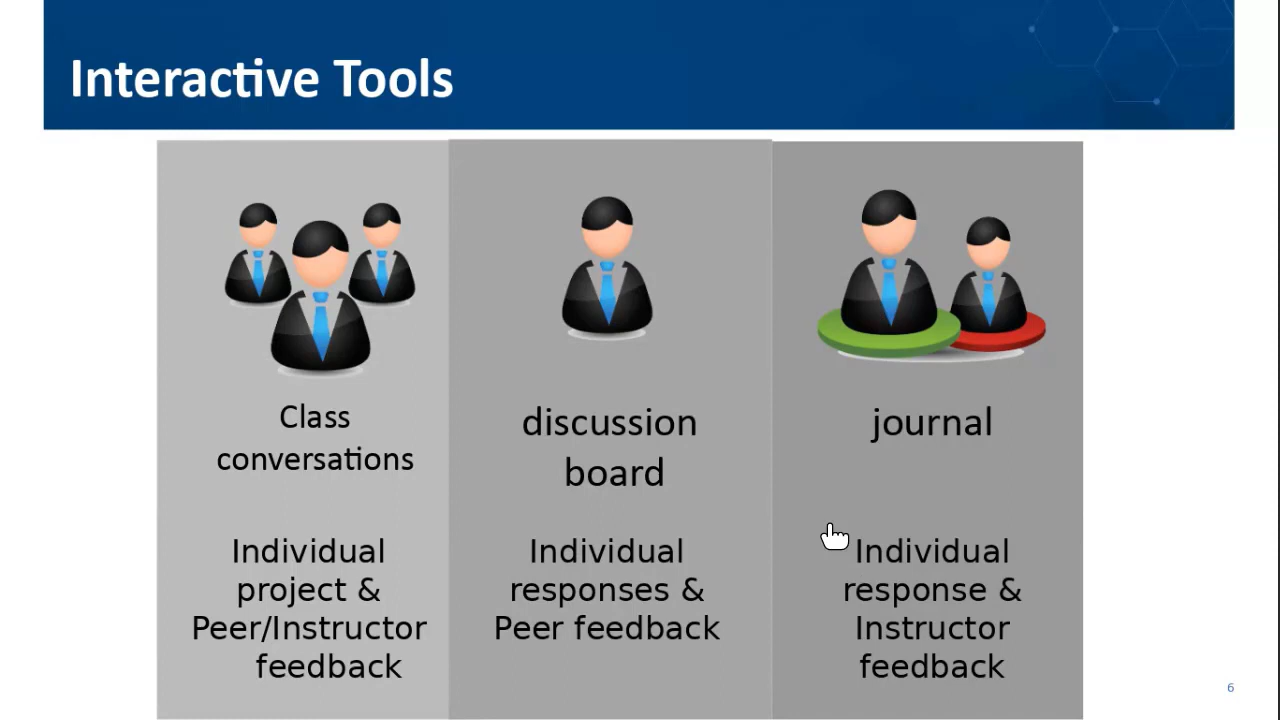 Interactive Tools
Class
conversations
Individual
project &
Peer/Instructor
feedback
discussion
board
Individual
responses &
Peer feedback
journal
Individual
response &
Instructor
feedback
6